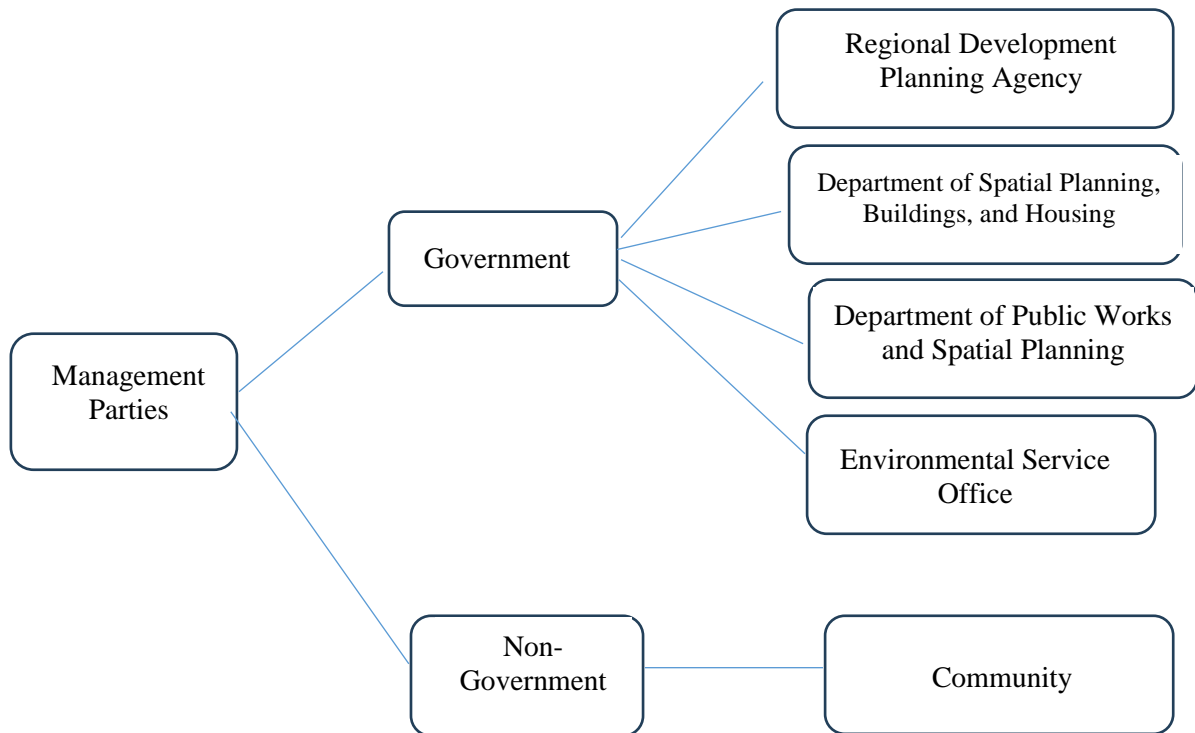 Regional Development
Planning Agency
Department of Spatial Planning,
Buildings, and Housing
Government
Department of Public Works
and Spatial Planning
Management
Parties
Environmental Service
Office
Non-
Government
Community